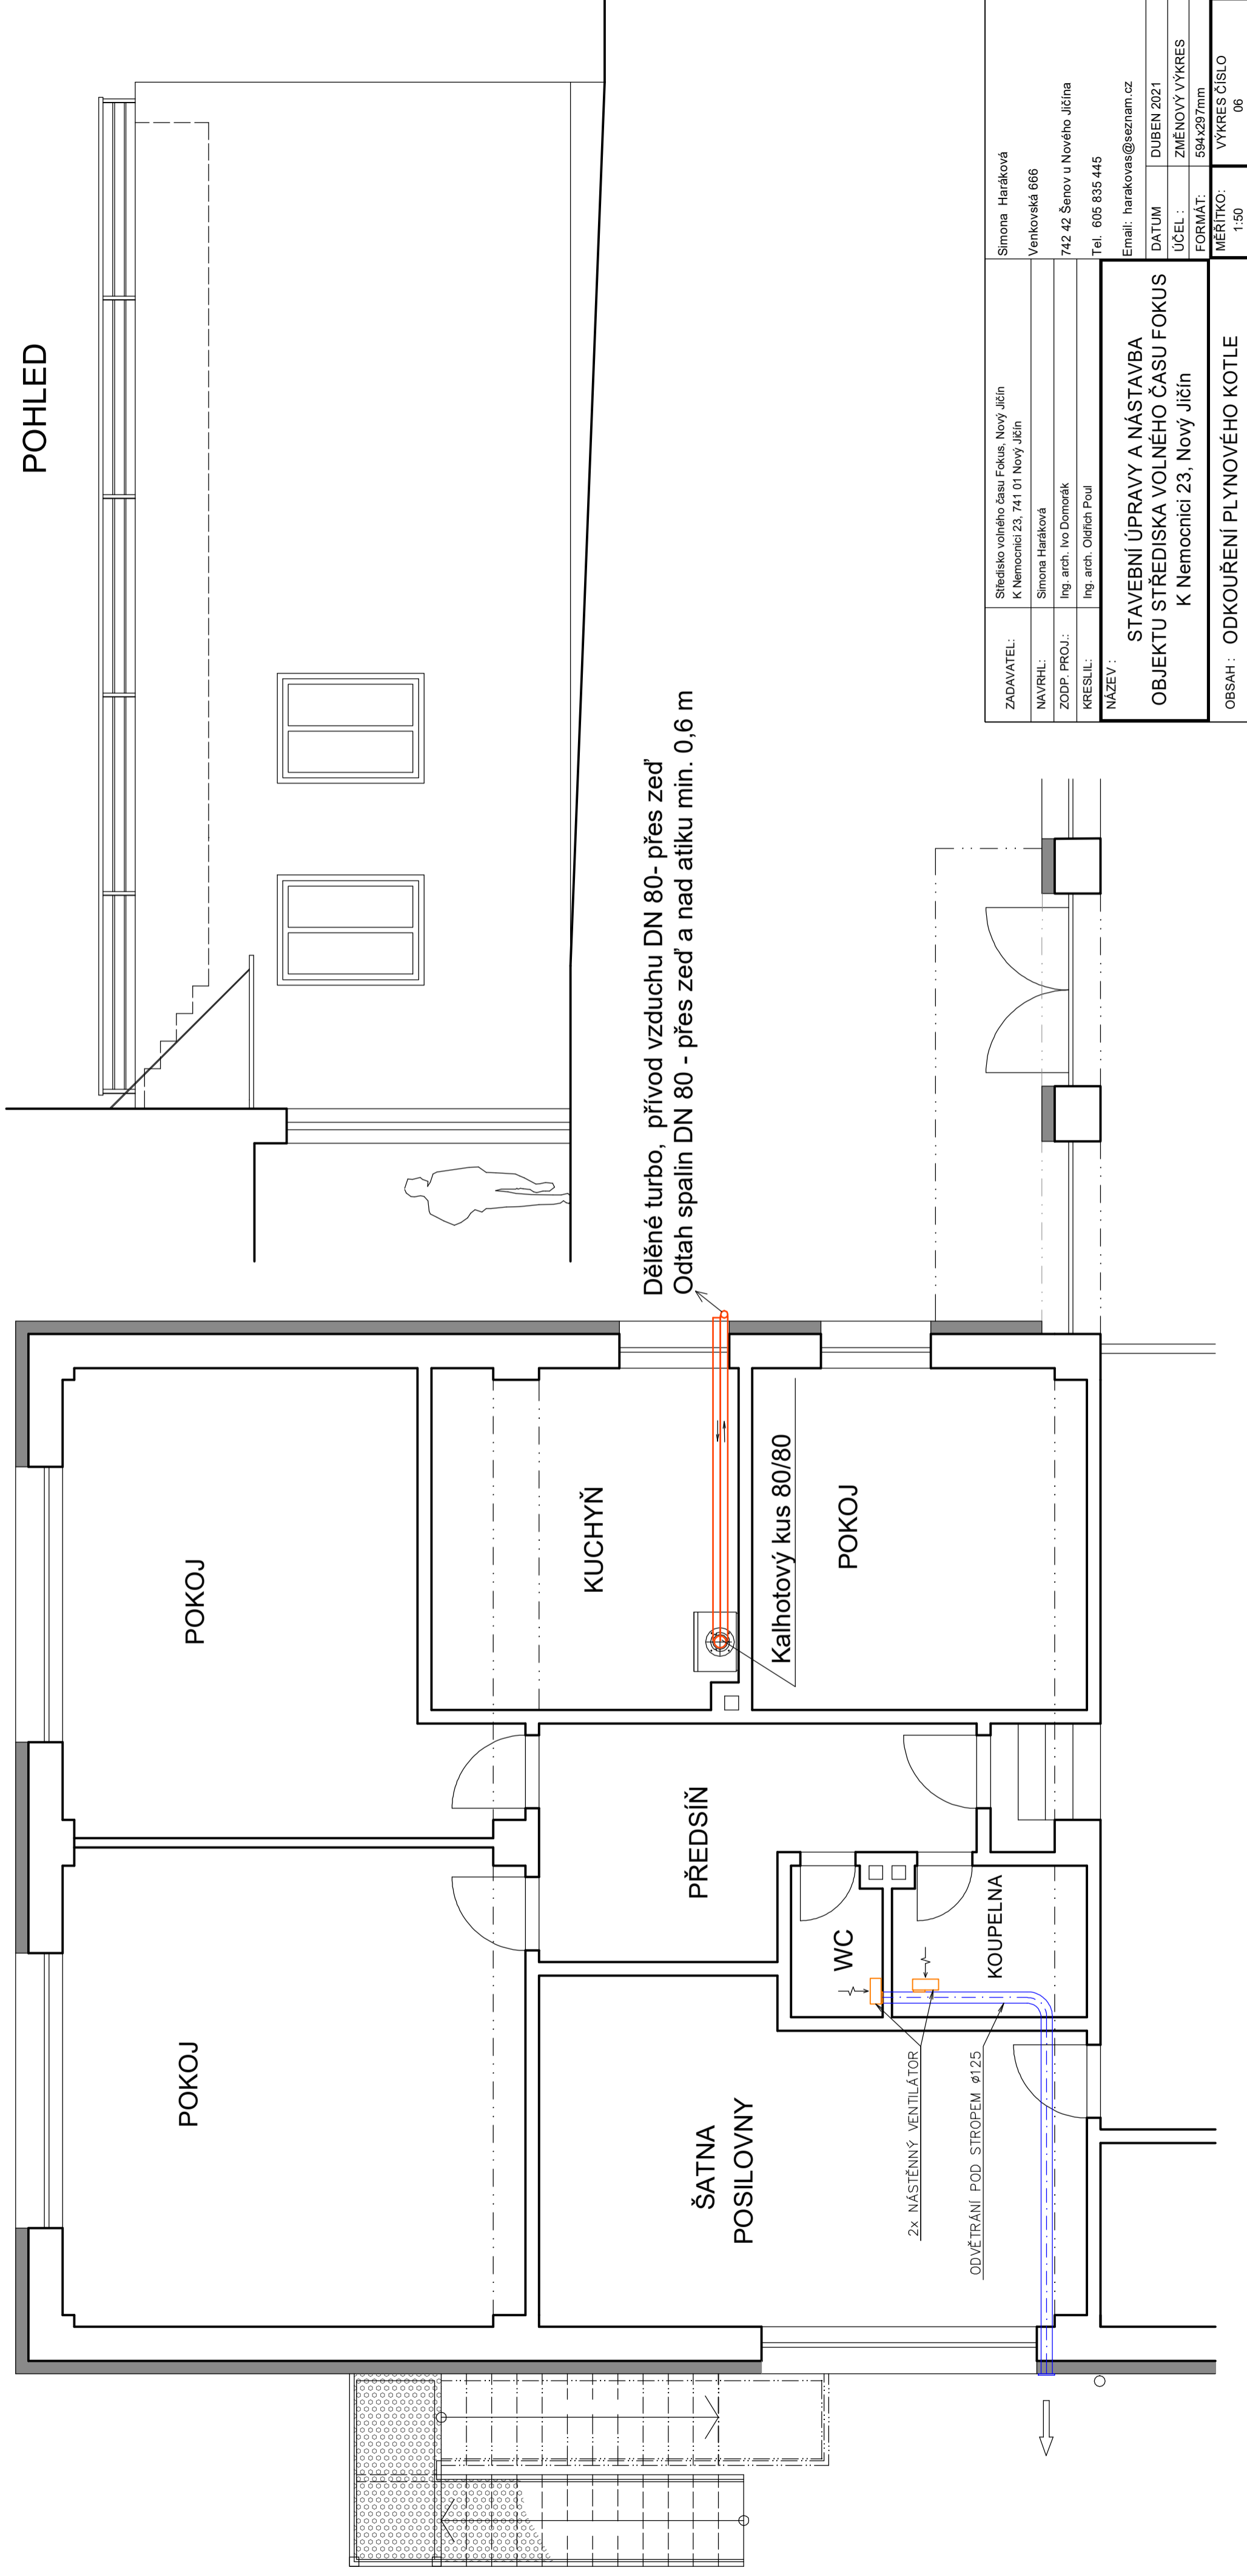 POHLED
Dělěné turbo, přívod vzduchu DN 80- přes zeď
Odtah spalin DN 80 - přes zeď a nad atiku min. 0,6 m
POKOJ
POKOJ
KUCHYŇ
Kalhotový kus 80/80
POKOJ
PŘEDSÍŇ
WC
KOUPELNA
ŠATNA
POSILOVNY
2x NÁSTĚNNÝ VENTILÁTOR
ODVĚTRÁNÍ POD STROPEM ø125
ZADAVATEL:
Středisko volného času Fokus, Nový Jičín
K Nemocnici 23, 741 01 Nový Jičín
NAVRHL:
Simona Haráková
ZODP. PROJ.:
Ing. arch. Ivo Domorák
KRESLIL:
Ing. arch. Oldřich Poul
Simona Haráková
Venkovská 666
742 42 Šenov u Nového Jičína
Tel. 605 835 445
Email: harakovas@seznam.cz
NÁZEV :
STAVEBNÍ ÚPRAVY A NÁSTAVBA
OBJEKTU STŘEDISKA VOLNÉHO ČASU FOKUS
K Nemocnici 23, Nový Jičín
DATUM
DUBEN 2021
ÚČEL :
ZMĚNOVÝ VÝKRES
FORMÁT:
594x297mm
OBSAH : ODKOUŘENÍ PLYNOVÉHO KOTLE
MĚŘÍTKO:
1:50
VÝKRES ČÍSLO
06